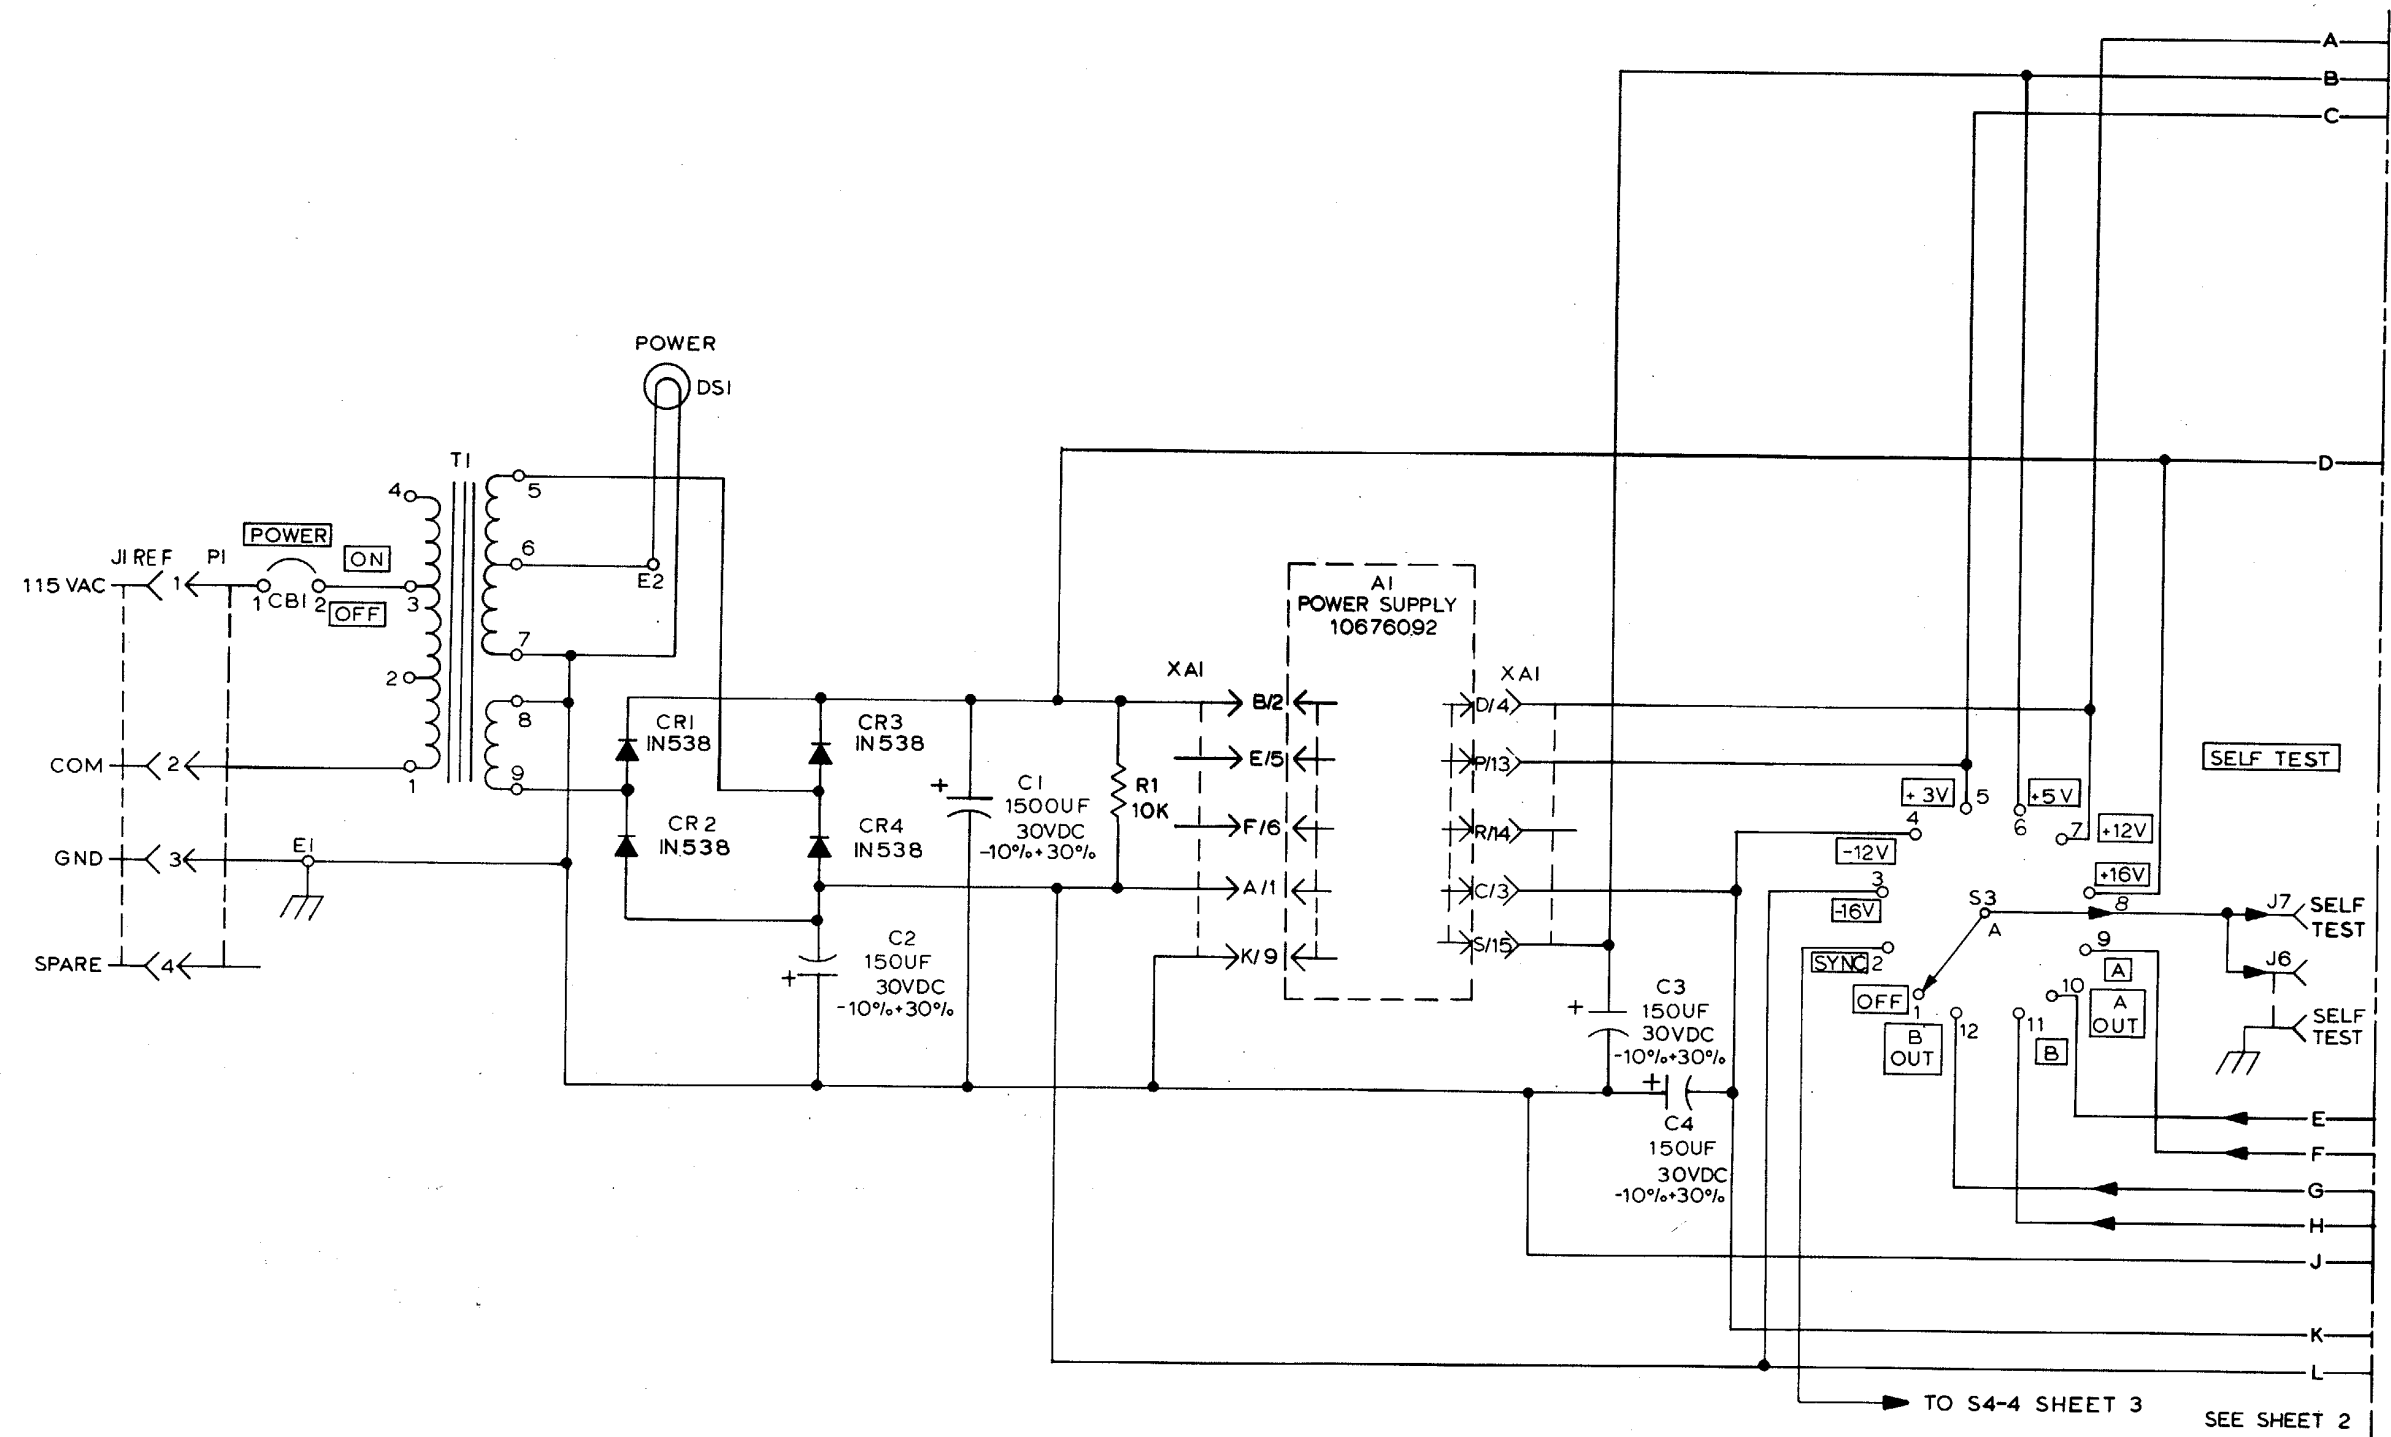 A
B
C
POWER
DS1
D
T1
4
5
6
E2
J1 REF
P1
POWER
ON
115 VAC
1
1
CB1
2
OFF
3
7
2
8
COM
2
1
9
GND
3
E1
SPARE
4
CR1
IN538
CR3
IN538
CR2
IN538
CR4
IN538
+
C1
1500UF
30VDC
-10%+30%
R1
10K
C2
150UF
30VDC
-10%+30%
+
A1
POWER SUPPLY
10676092
XA1
XA1
B/2
D/4
E/5
P/13
F/6
R/14
A/1
C/3
K/9
S/15
+
C3
150UF
30VDC
-10%+30%
+
C4
150UF
30VDC
-10%+30%
SELF TEST
+3V
5
+5V
6
4
-12V
7
+12V
3
-16V
+16V
8
S3
A
J7
SELF
TEST
SYNC
2
9
A
J6
OFF
1
10
A
OUT
SELF
TEST
B
OUT
12
11
B
E
F
G
H
J
K
L
TO S4-4 SHEET 3
SEE SHEET 2